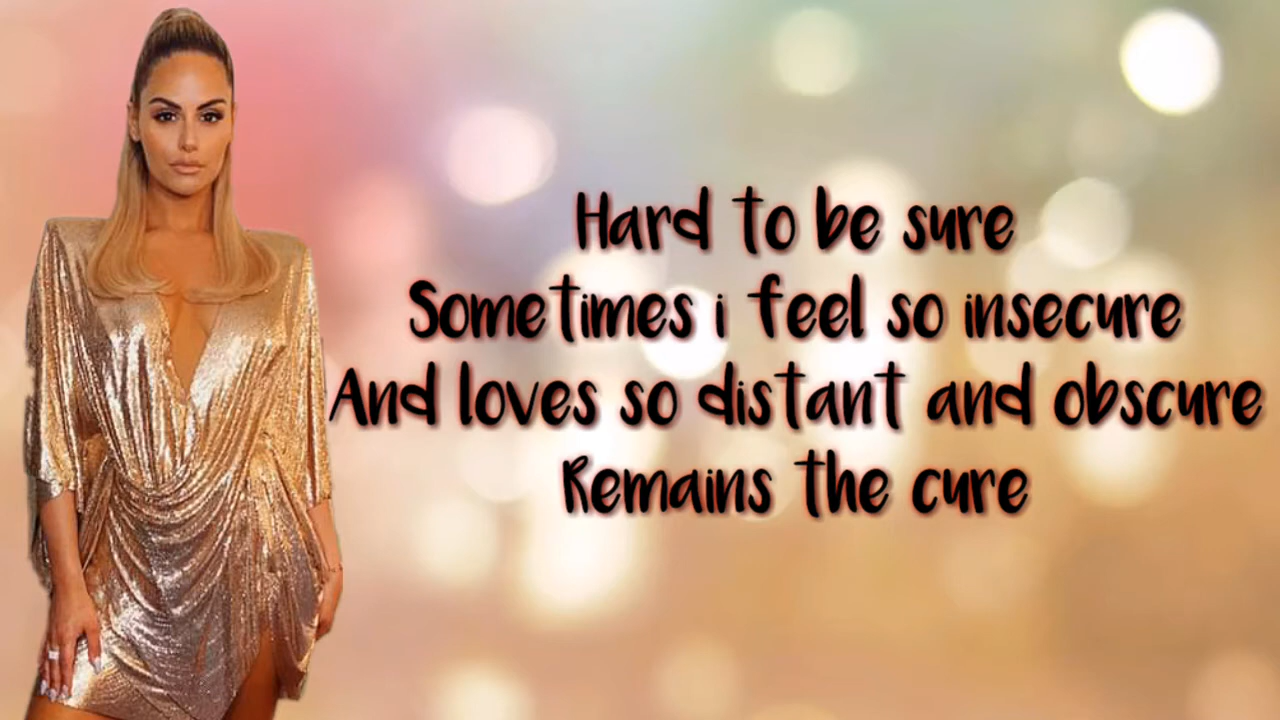 Hard to be sure
Sometimes i feel so insecure
And loves so distant and obscure
Remains the cure